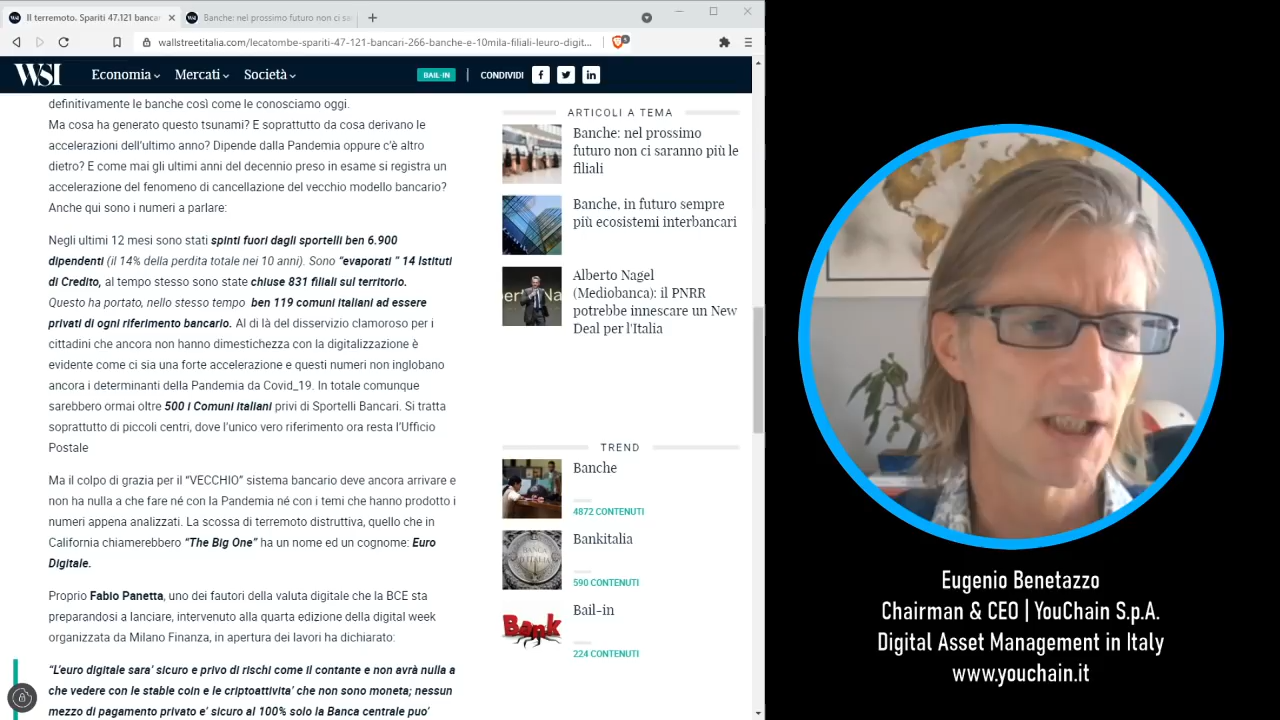 Il terremoto. Spariti 47.121 bancar
Banche: nel prossimo futuro non ci sa
wallstreetitalia.com/lecatombe-spariti-47-121-bancari-266-banche-e-10mila-filiali-leuro-digit...
WSI Economia Mercati Società BAIL-IN CONDIVIDI
definitivamente le banche così come le conosciamo oggi.
Ma cosa ha generato questo tsunami? E soprattutto da cosa derivano le
accelerazioni dell'ultimo anno? Dipende dalla Pandemia oppure c'è altro
dietro? E come mai gli ultimi anni del decennio preso in esame si registra un
accelerazione del fenomeno di cancellazione del vecchio modello bancario?
Anche qui sono i numeri a parlare:
Negli ultimi 12 mesi sono stati spinti fuori dagli sportelli ben 6.900
dipendenti (il 14% della perdita totale nei 10 anni). Sono "evaporati " 14 Istituti
di Credito, al tempo stesso sono state chiuse 831 filiali sul territorio.
Questo ha portato, nello stesso tempo ben 119 comuni italiani ad essere
privati di ogni riferimento bancario. Al di là del disservizio clamoroso per i
cittadini che ancora non hanno dimestichezza con la digitalizzazione è
evidente come ci sia una forte accelerazione e questi numeri non inglobano
ancora i determinanti della Pandemia da Covid_19. In totale comunque
sarebbero ormai oltre 500 i Comuni italiani privi di Sportelli Bancari. Si tratta
soprattutto di piccoli centri, dove l'unico vero riferimento ora resta l'Ufficio
Postale
Ma il colpo di grazia per il "VECCHIO" sistema bancario deve ancora arrivare e
non ha nulla a che fare né con la Pandemia né con i temi che hanno prodotto i
numeri appena analizzati. La scossa di terremoto distruttiva, quello che in
California chiamerebbero "The Big One" ha un nome ed un cognome: Euro
Digitale.
Proprio Fabio Panetta, uno dei fautori della valuta digitale che la BCE sta
preparandosi a lanciare, intervenuto alla quarta edizione della digital week
organizzata da Milano Finanza, in apertura dei lavori ha dichiarato:
"L'euro digitale sara' sicuro e privo di rischi come il contante e non avrà nulla a
che vedere con le stable coin e le criptoattivita' che non sono moneta; nessun
mezzo di pagamento privato e' sicuro al 100% solo la Banca centrale puo'
ARTICOLI A TEMA
Banche: nel prossimo
futuro non ci saranno più le
filiali
Banche, in futuro sempre
più ecosistemi interbancari
Alberto Nagel
(Mediobanca): il PNRR
potrebbe innescare un New
Deal per l'Italia
TREND
Banche
4872 CONTENUTI
Bankitalia
590 CONTENUTI
Bail-in
224 CONTENUTI
Bank
Eugenio Benetazzo
Chairman & CEO | YouChain S.p.A.
Digital Asset Management in Italy
www.youchain.it